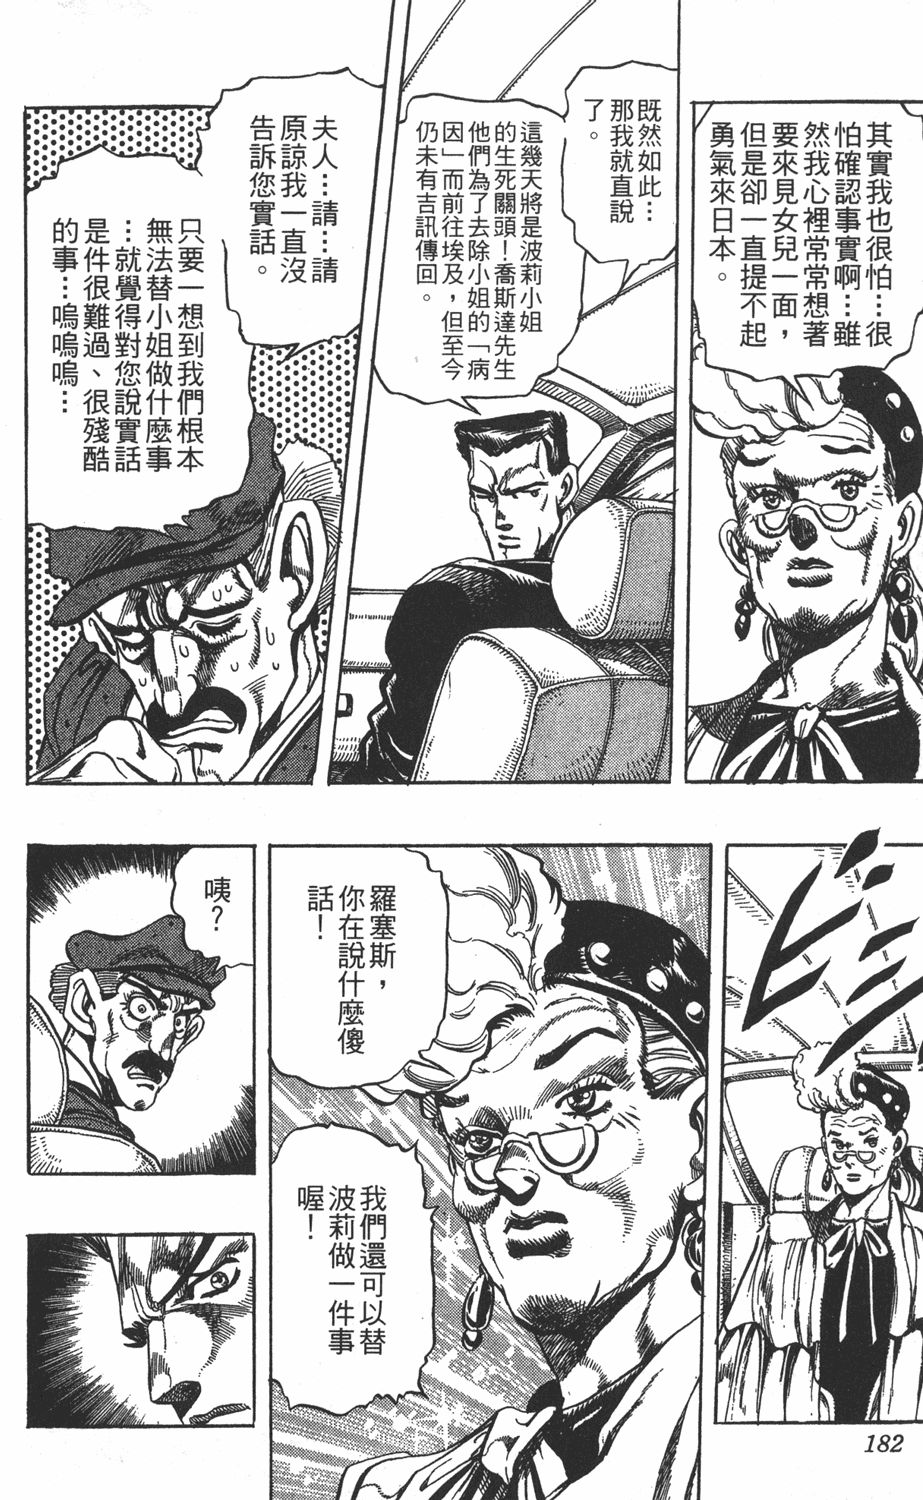 其實我也很怕…很
怕確認事實啊…雖
然我心裡常常想著
要來見女兒一面，
但是卻一直提不起
勇氣來日本。
既然如此…
那我就直說
了。
這幾天將是波莉小姐
的生死關頭！喬斯達先生
他們為了去除小姐的「病
因」而前往埃及，但至今
仍未有吉訊傳回。
夫人…請…請
原諒我一直沒
告訴您實話。
只要一想到我們根本
無法替小姐做什麼事
…就覺得對您說實話
是件很難過、很殘酷
的事…嗚嗚嗚…
ビシ
羅塞斯，
你在說什麼傻
話！
我們還可以替
波莉做一件事
喔！
咦？
182